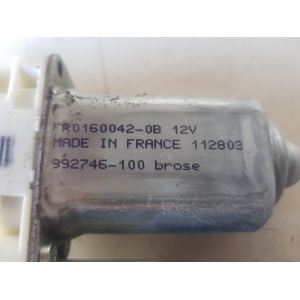 FR0160042-0B 12V
MADE IN FRANCE 112803
992746-100 brose